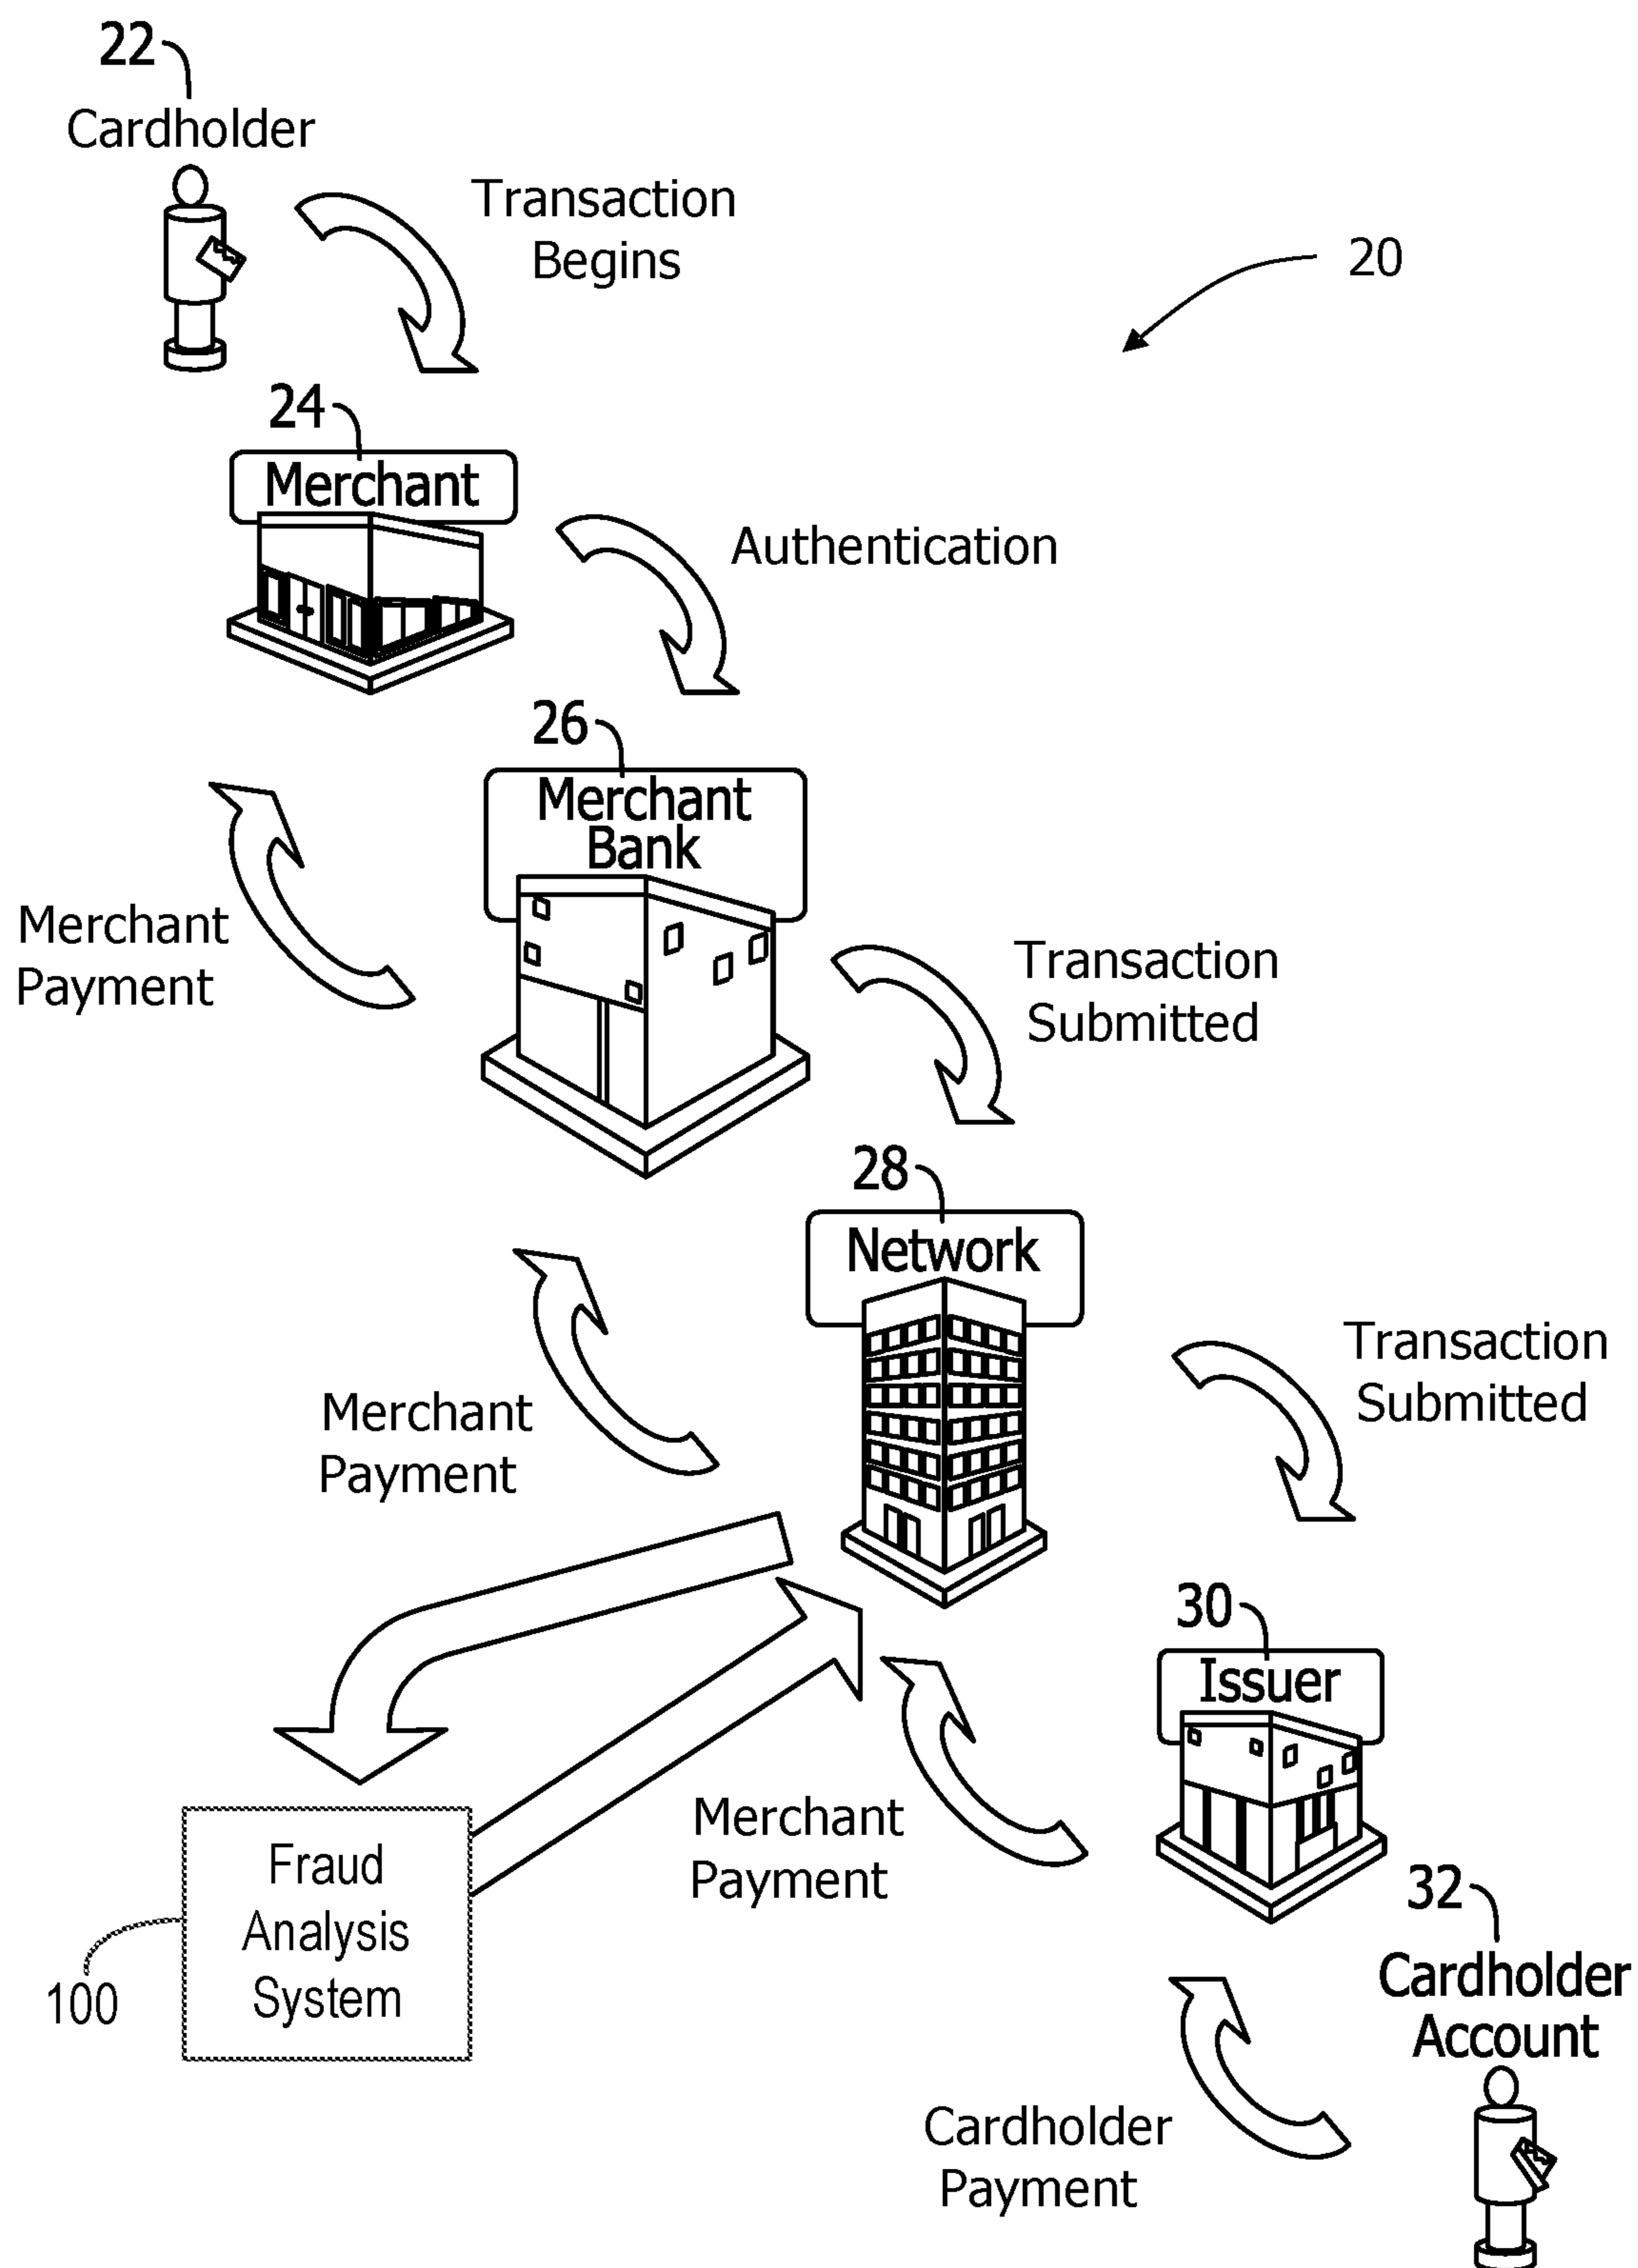 22
Cardholder
Transaction
Begins
20
24
Merchant
Authentication
26
Merchant
Bank
Merchant
Payment
Transaction
Submitted
28
Network
Transaction
Submitted
Merchant
Payment
30
Issuer
Merchant
Payment
Fraud
Analysis
System
100
32
Cardholder
Account
Cardholder
Payment